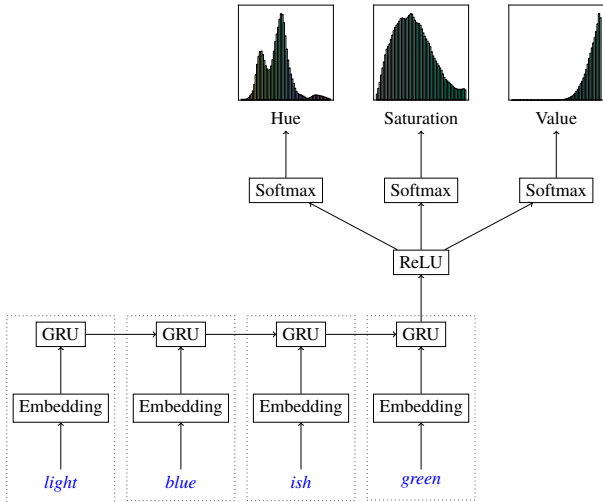 Hue Saturation Value
Softmax Softmax Softmax
ReLU
GRU GRU GRU GRU
Embedding Embedding Embedding Embedding
light blue ish green